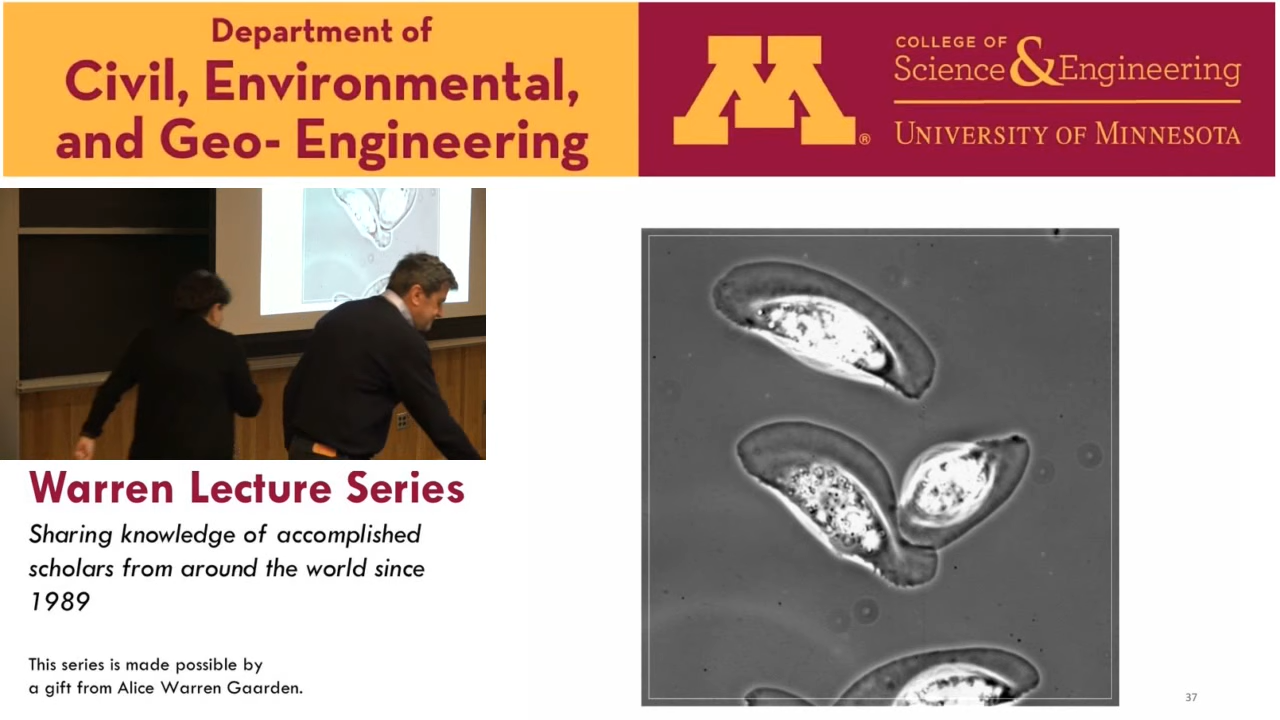 Department of
Civil, Environmental,
and Geo- Engineering
M®
COLLEGE OF
Science & Engineering
UNIVERSITY OF MINNESOTA
Warren Lecture Series
Sharing knowledge of accomplished
scholars from around the world since
1989
This series is made possible by
a gift from Alice Warren Gaarden.
37